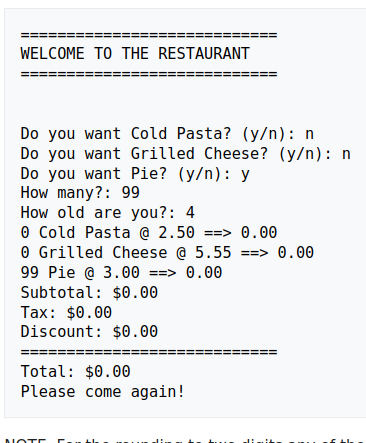 ============================
WELCOME TO THE RESTAURANT
============================
Do you want Cold Pasta? (y/n): n
Do you want Grilled Cheese? (y/n): n
Do you want Pie? (y/n): y
How many?: 99
How old are you?: 4
0 Cold Pasta @ 2.50 ==> 0.00
0 Grilled Cheese @ 5.55 ==> 0.00
99 Pie @ 3.00 ==> 0.00
Subtotal: $0.00
Tax: $0.00
Discount: $0.00
============================
Total: $0.00
Please come again!
NOTE: For the rounding to two digits any of the